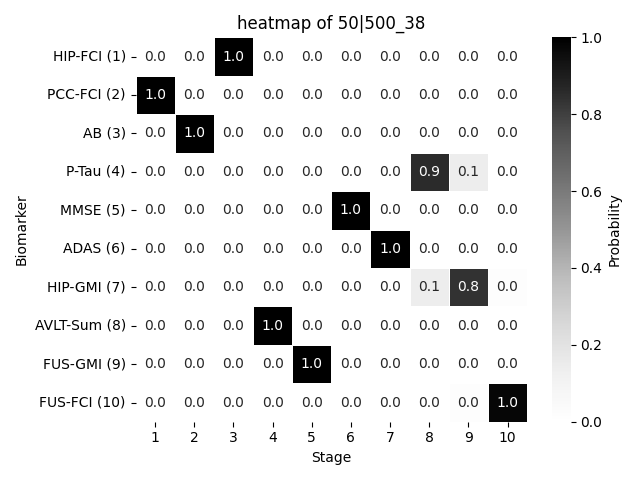 heatmap of 50|500_38
HIP-FCI (1) 0.0 0.0 1.0 0.0 0.0 0.0 0.0 0.0 0.0 0.0
PCC-FCI (2) 1.0 0.0 0.0 0.0 0.0 0.0 0.0 0.0 0.0 0.0
AB (3) 0.0 1.0 0.0 0.0 0.0 0.0 0.0 0.0 0.0 0.0
P-Tau (4) 0.0 0.0 0.0 0.0 0.0 0.0 0.0 0.9 0.1 0.0
MMSE (5) 0.0 0.0 0.0 0.0 0.0 1.0 0.0 0.0 0.0 0.0
ADAS (6) 0.0 0.0 0.0 0.0 0.0 0.0 1.0 0.0 0.0 0.0
HIP-GMI (7) 0.0 0.0 0.0 0.0 0.0 0.0 0.0 0.1 0.8 0.0
AVLT-Sum (8) 0.0 0.0 0.0 1.0 0.0 0.0 0.0 0.0 0.0 0.0
FUS-GMI (9) 0.0 0.0 0.0 0.0 1.0 0.0 0.0 0.0 0.0 0.0
FUS-FCI (10) 0.0 0.0 0.0 0.0 0.0 0.0 0.0 0.0 0.0 1.0
1 2 3 4 5 6 7 8 9 10
Stage
Biomarker
1.0
0.8
0.6
0.4
0.2
0.0
Probability